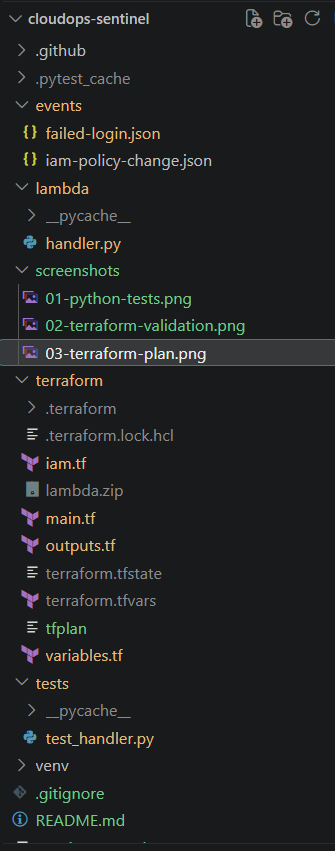 cloudops-sentinel
.github
.pytest_cache
events
failed-login.json
iam-policy-change.json
lambda
__pycache__
handler.py
screenshots
01-python-tests.png
02-terraform-validation.png
03-terraform-plan.png
terraform
.terraform
.terraform.lock.hcl
iam.tf
lambda.zip
main.tf
outputs.tf
terraform.tfstate
terraform.tfvars
tfplan
variables.tf
tests
__pycache__
test_handler.py
venv
.gitignore
README.md